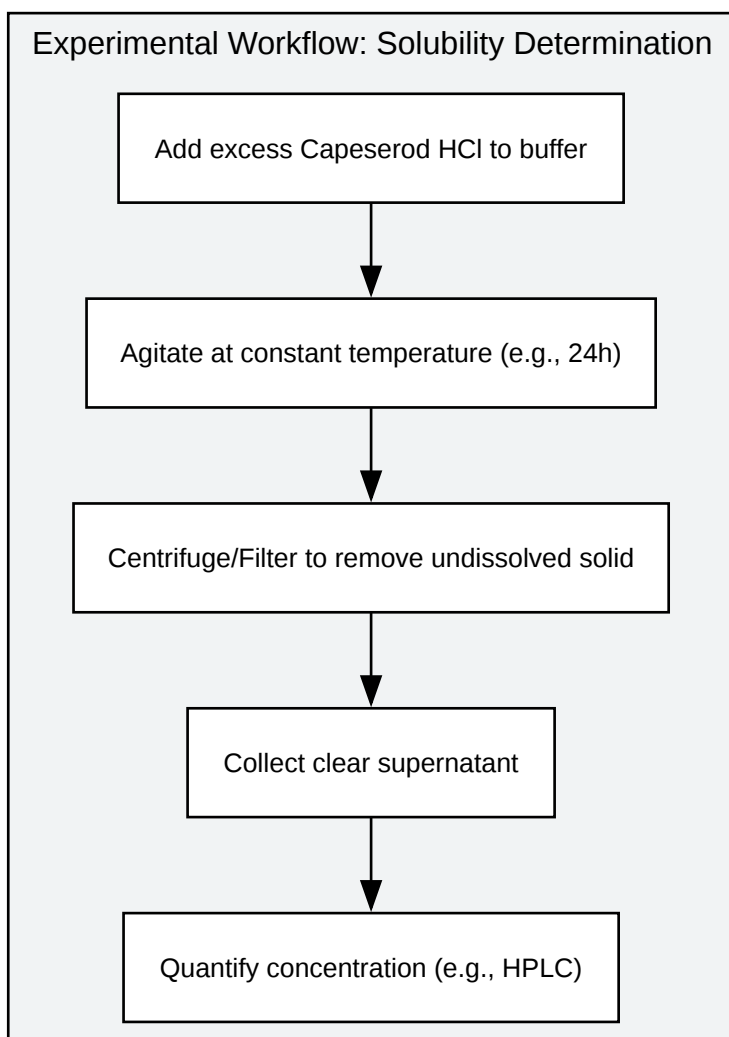 Experimental Workflow: Solubility Determination
Add excess Capeserod HCl to buffer
Agitate at constant temperature (e.g., 24h)
Centrifuge/Filter to remove undissolved solid
Collect clear supernatant
Quantify concentration (e.g., HPLC)